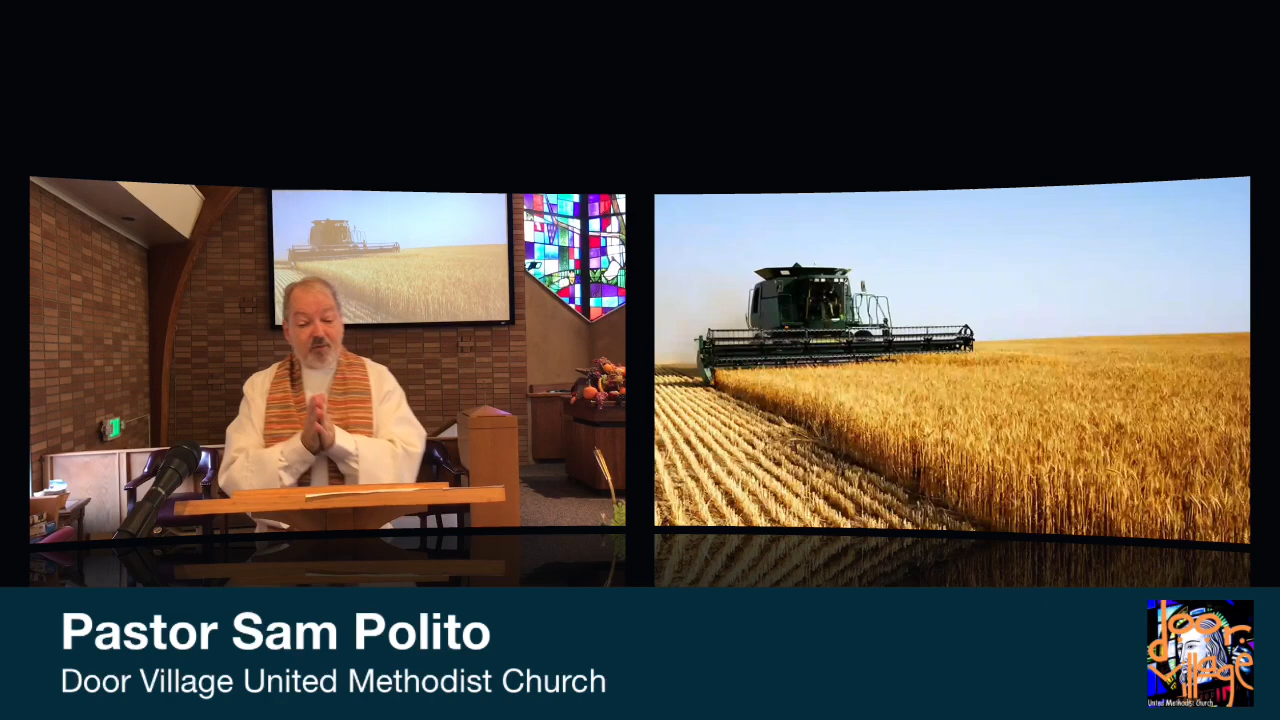 Pastor Sam Polito
Door Village United Methodist Church
door
village
United Methodist Church